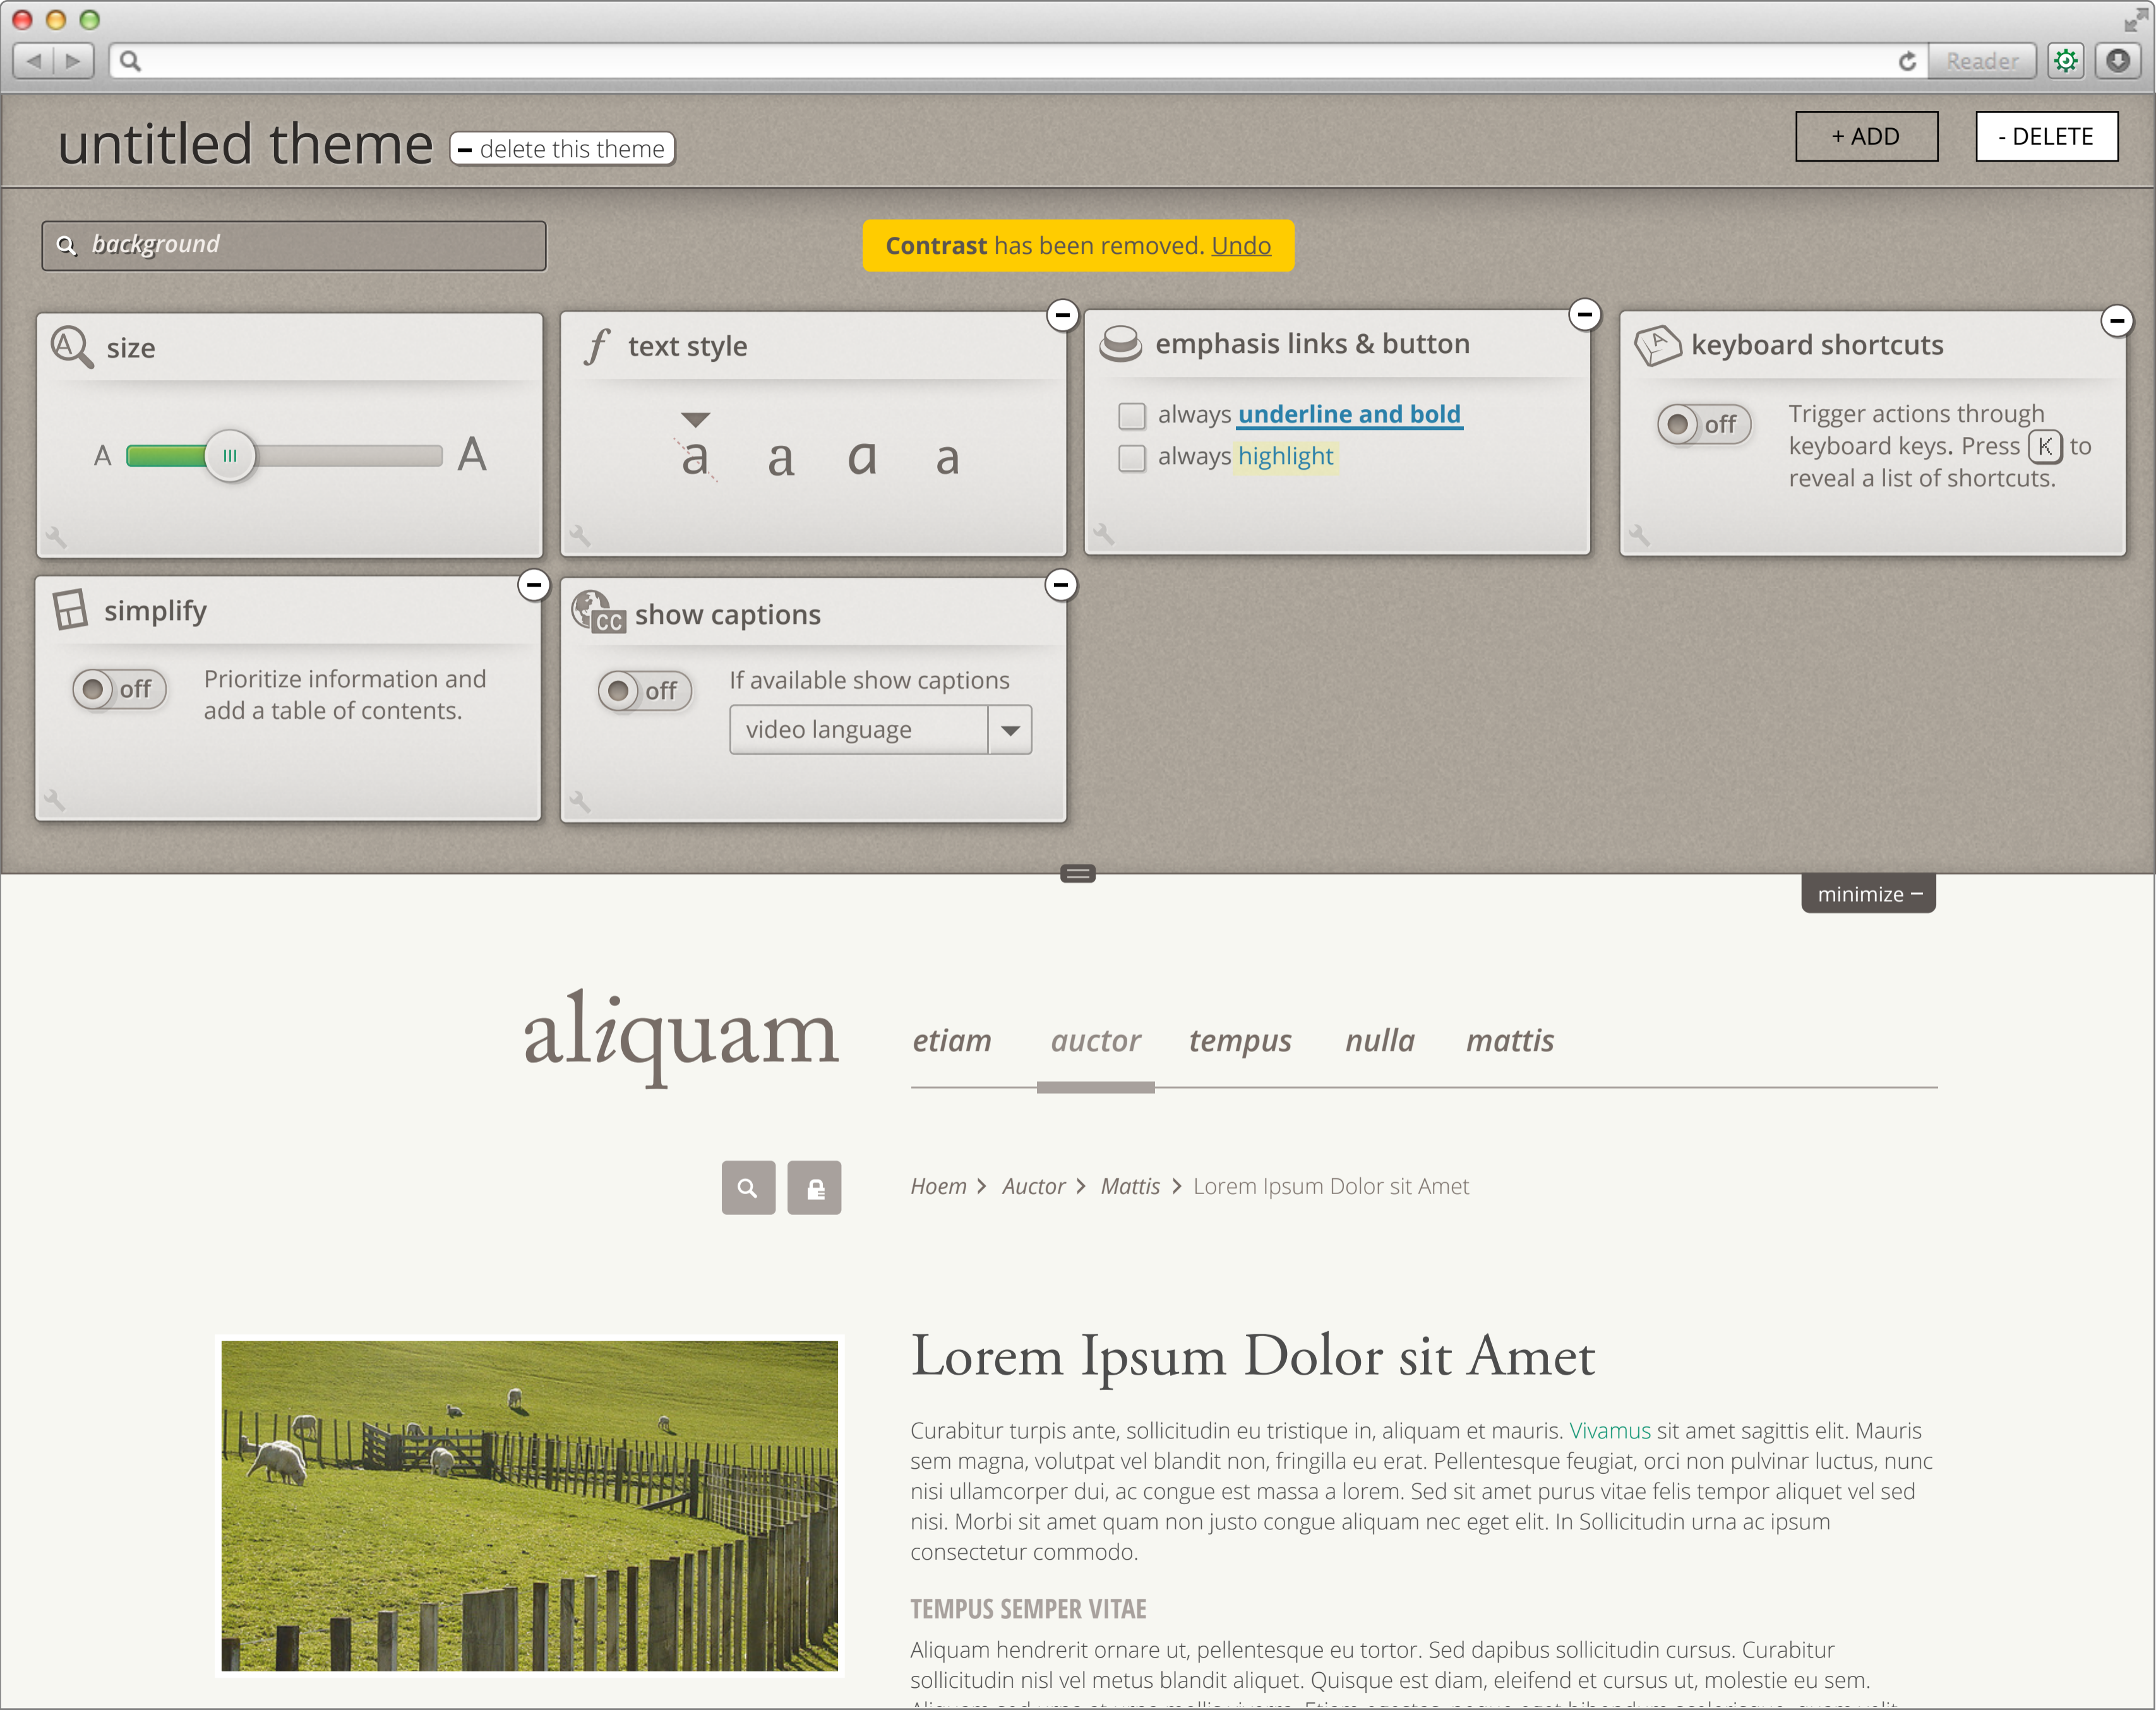 Reader
untitled theme
– delete this theme
+ ADD
- DELETE
background
Contrast has been removed. Undo
size
A A
text style
a a a a
emphasis links & button
always underline and bold
always highlight
keyboard shortcuts
off
Trigger actions through
keyboard keys. Press K to
reveal a list of shortcuts.
simplify
off
Prioritize information and
add a table of contents.
CC show captions
off
If available show captions
video language
minimize –
aliquam
etiam auctor tempus nulla mattis
Hoem > Auctor > Mattis > Lorem Ipsum Dolor sit Amet
Lorem Ipsum Dolor sit Amet
Curabitur turpis ante, sollicitudin eu tristique in, aliquam et mauris. Vivamus sit amet sagittis elit. Mauris
sem magna, volutpat vel blandit non, fringilla eu erat. Pellentesque feugiat, orci non pulvinar luctus, nunc
nisi ullamcorper dui, ac congue est massa a lorem. Sed sit amet purus vitae felis tempor aliquet vel sed
nisi. Morbi sit amet quam non justo congue aliquam nec eget elit. In Sollicitudin urna ac ipsum
consectetur commodo.
TEMPUS SEMPER VITAE
Aliquam hendrerit ornare ut, pellentesque eu tortor. Sed dapibus sollicitudin cursus. Curabitur
sollicitudin nisl vel metus blandit aliquet. Quisque est diam, eleifend et cursus ut, molestie eu sem.